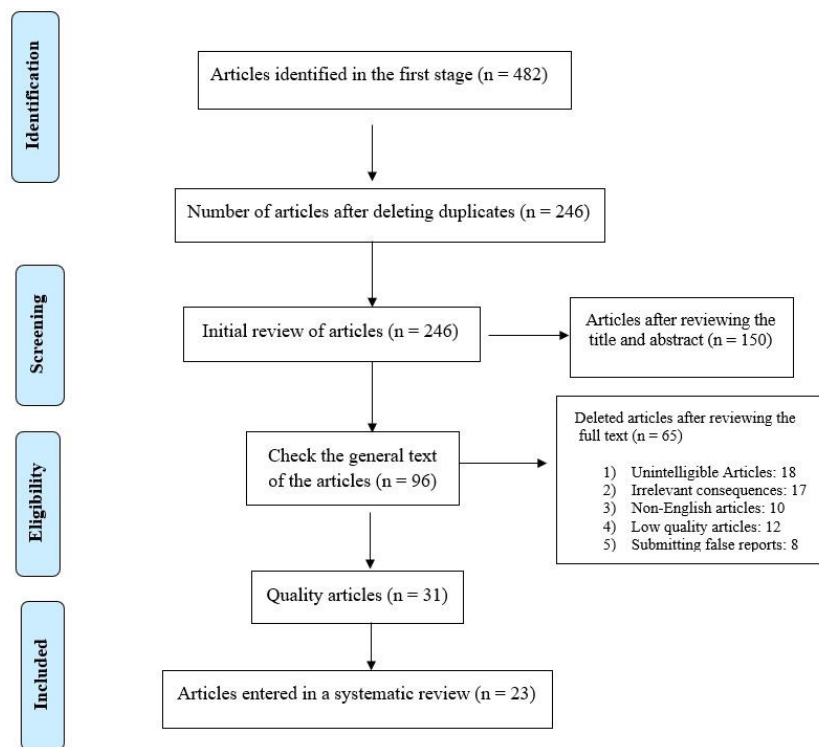 Identification
Articles identified in the first stage (n = 482)
Number of articles after deleting duplicates (n = 246)
Screening
Initial review of articles (n = 246)
Articles after reviewing the
title and abstract (n = 150)
Eligibility
Check the general text
of the articles (n = 96)
Deleted articles after reviewing the
full text (n = 65)
1) Unintelligible Articles: 18
2) Irrelevant consequences: 17
3) Non-English articles: 10
4) Low quality articles: 12
5) Submitting false reports: 8
Quality articles (n = 31)
Included
Articles entered in a systematic review (n = 23)